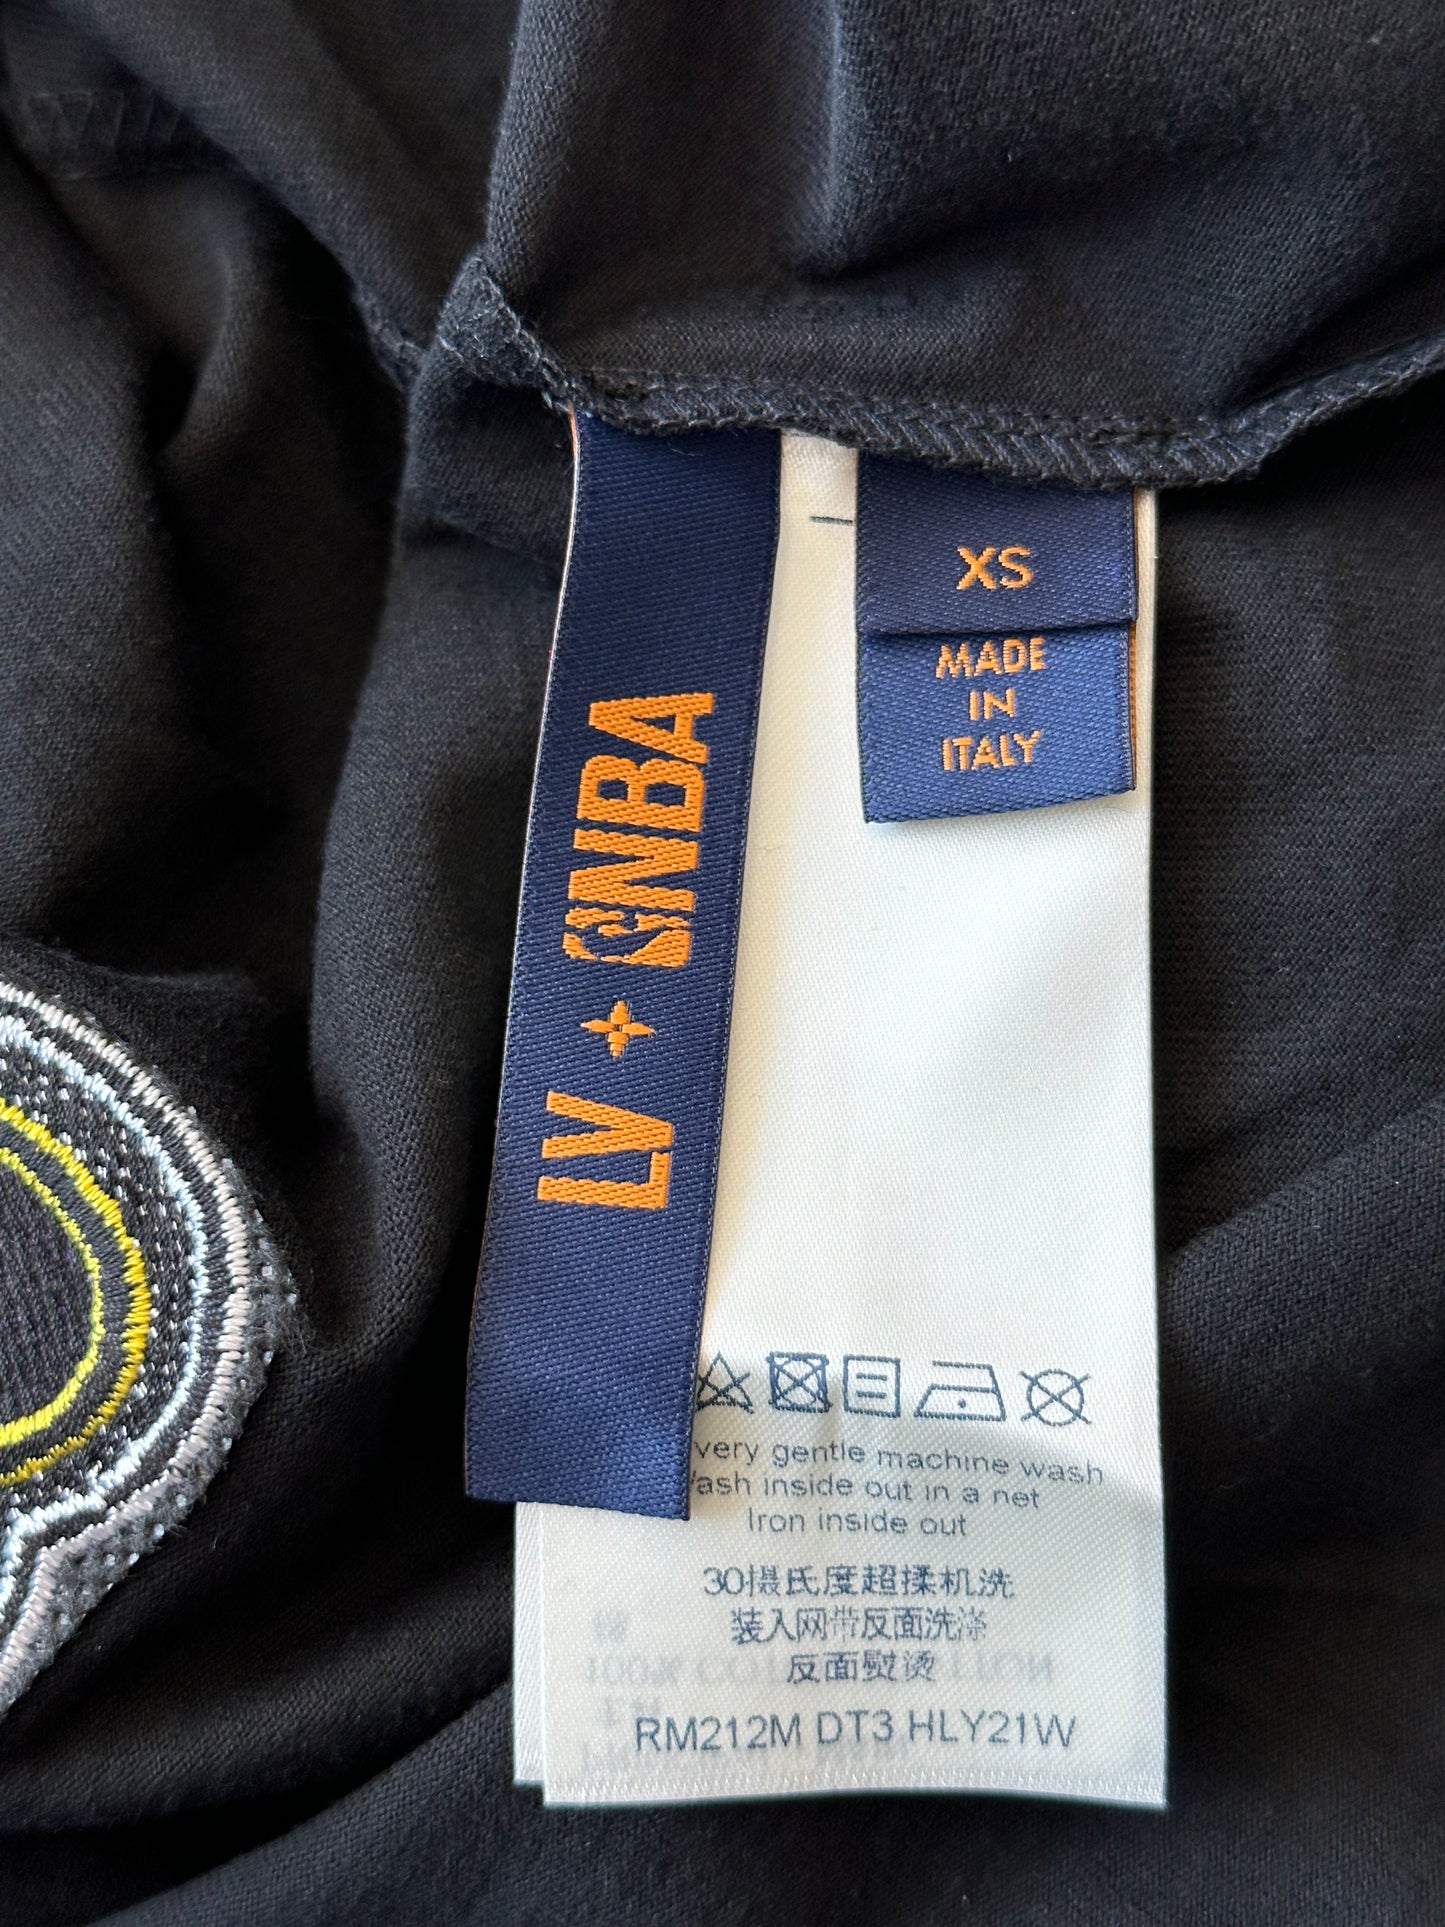 LV + NBA
XS
MADE
IN
ITALY
very gentle machine wash
ash inside out in a net
Iron inside out
30摄氏度超揉机洗
装入网带反面洗涤
反面熨烫
RM212M DT3 HLY21W